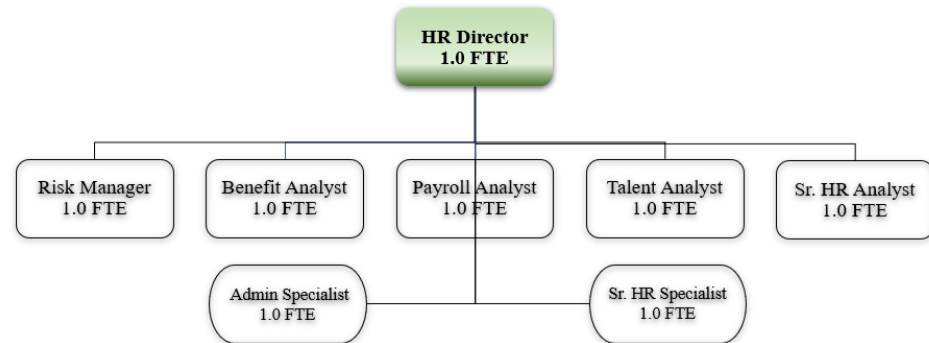 HR Director
1.0 FTE
Risk Manager
1.0 FTE
Benefit Analyst
1.0 FTE
Payroll Analyst
1.0 FTE
Talent Analyst
1.0 FTE
Sr. HR Analyst
1.0 FTE
Admin Specialist
1.0 FTE
Sr. HR Specialist
1.0 FTE